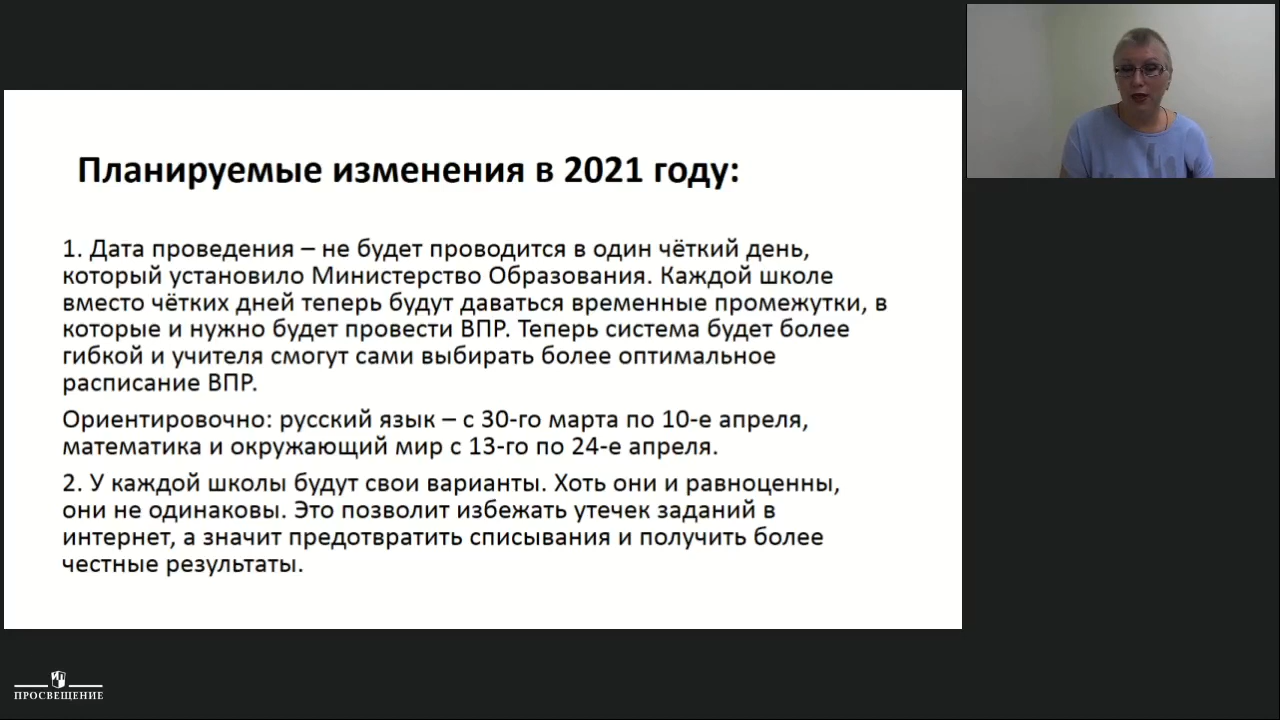 Планируемые изменения в 2021 году:
1. Дата проведения – не будет проводится в один чёткий день,
который установило Министерство Образования. Каждой школе
вместо чётких дней теперь будут даваться временные промежутки, в
которые и нужно будет провести ВПР. Теперь система будет более
гибкой и учителя смогут сами выбирать более оптимальное
расписание ВПР.
Ориентировочно: русский язык – с 30-го марта по 10-е апреля,
математика и окружающий мир с 13-го по 24-е апреля.
2. У каждой школы будут свои варианты. Хоть они и равноценны,
они не одинаковы. Это позволит избежать утечек заданий в
интернет, а значит предотвратить списывания и получить более
честные результаты.
ПРОСВЕЩЕНИЕ